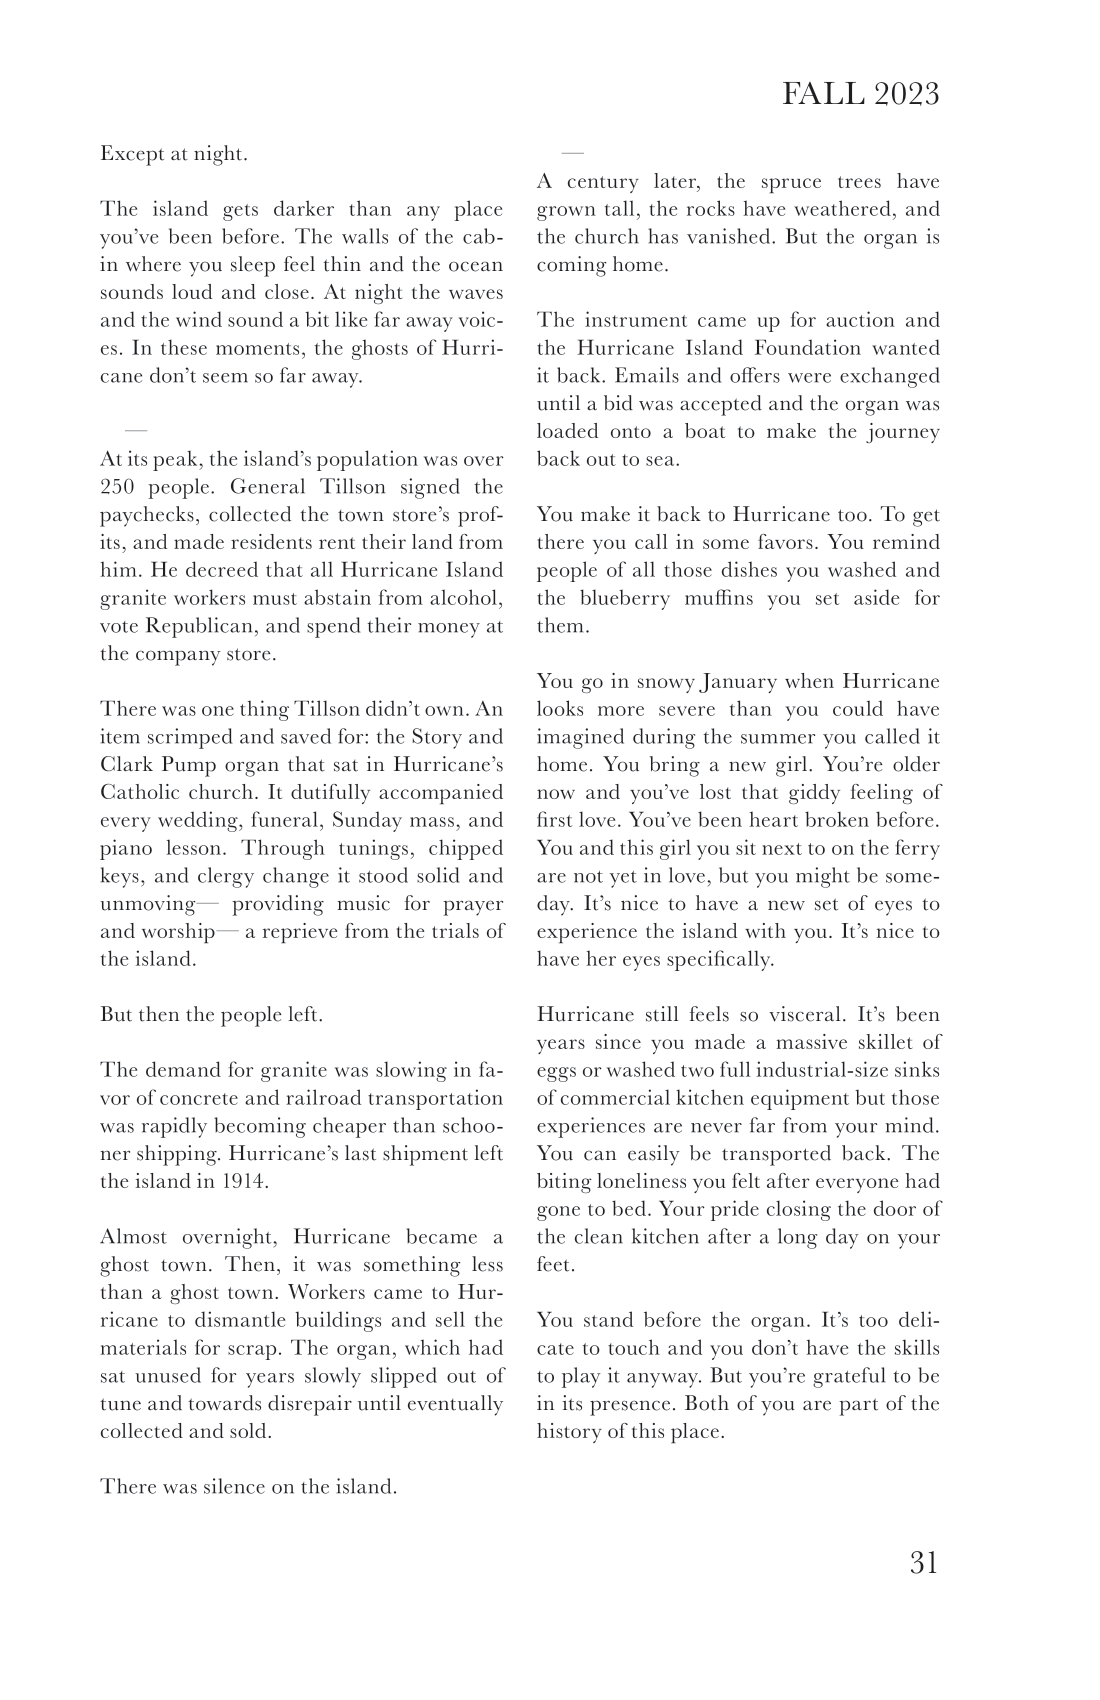 FALL 2023
Except at night.
The island gets darker than any place
you’ve been before. The walls of the cab-
in where you sleep feel thin and the ocean
sounds loud and close. At night the waves
and the wind sound a bit like far away voic-
es. In these moments, the ghosts of Hurri-
cane don’t seem so far away.
—
At its peak, the island’s population was over
250 people. General Tillson signed the
paychecks, collected the town store’s prof-
its, and made residents rent their land from
him. He decreed that all Hurricane Island
granite workers must abstain from alcohol,
vote Republican, and spend their money at
the company store.
There was one thing Tillson didn’t own. An
item scrimped and saved for: the Story and
Clark Pump organ that sat in Hurricane’s
Catholic church. It dutifully accompanied
every wedding, funeral, Sunday mass, and
piano lesson. Through tunings, chipped
keys, and clergy change it stood solid and
unmoving— providing music for prayer
and worship— a reprieve from the trials of
the island.
But then the people left.
The demand for granite was slowing in fa-
vor of concrete and railroad transportation
was rapidly becoming cheaper than schoo-
ner shipping. Hurricane’s last shipment left
the island in 1914.
Almost overnight, Hurricane became a
ghost town. Then, it was something less
than a ghost town. Workers came to Hur-
ricane to dismantle buildings and sell the
materials for scrap. The organ, which had
sat unused for years slowly slipped out of
tune and towards disrepair until eventually
collected and sold.
There was silence on the island.
—
A century later, the spruce trees have
grown tall, the rocks have weathered, and
the church has vanished. But the organ is
coming home.
The instrument came up for auction and
the Hurricane Island Foundation wanted
it back. Emails and offers were exchanged
until a bid was accepted and the organ was
loaded onto a boat to make the journey
back out to sea.
You make it back to Hurricane too. To get
there you call in some favors. You remind
people of all those dishes you washed and
the blueberry muffins you set aside for
them.
You go in snowy January when Hurricane
looks more severe than you could have
imagined during the summer you called it
home. You bring a new girl. You’re older
now and you’ve lost that giddy feeling of
first love. You’ve been heart broken before.
You and this girl you sit next to on the ferry
are not yet in love, but you might be some-
day. It’s nice to have a new set of eyes to
experience the island with you. It’s nice to
have her eyes specifically.
Hurricane still feels so visceral. It’s been
years since you made a massive skillet of
eggs or washed two full industrial-size sinks
of commercial kitchen equipment but those
experiences are never far from your mind.
You can easily be transported back. The
biting loneliness you felt after everyone had
gone to bed. Your pride closing the door of
the clean kitchen after a long day on your
feet.
You stand before the organ. It’s too deli-
cate to touch and you don’t have the skills
to play it anyway. But you’re grateful to be
in its presence. Both of you are part of the
history of this place.
31